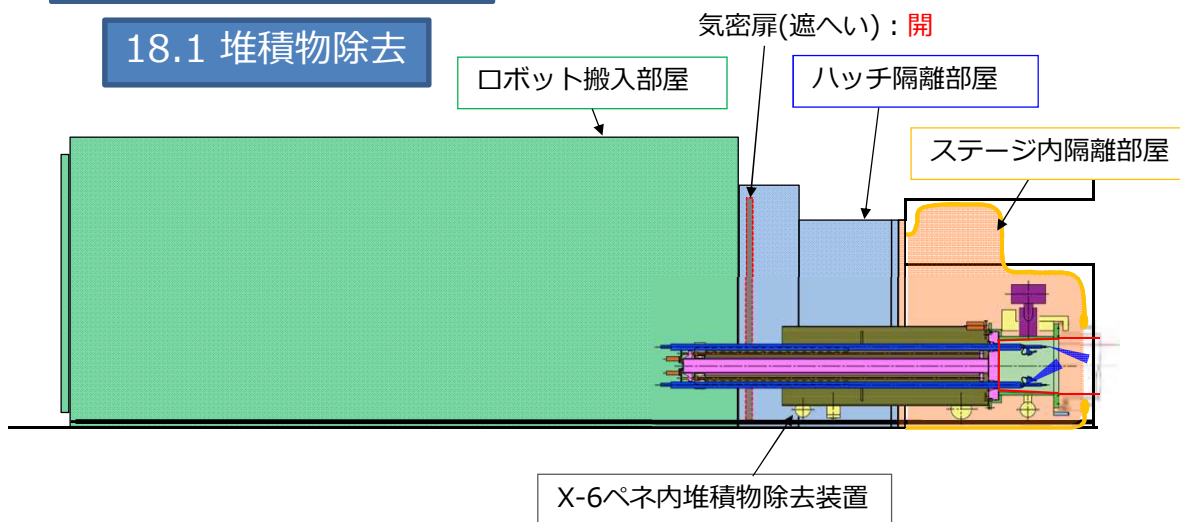 18.1 堆積物除去
気密扉(遮へい)：開
ロボット搬入部屋
ハッチ隔離部屋
ステージ内隔離部屋
X-6ペネ内堆積物除去装置